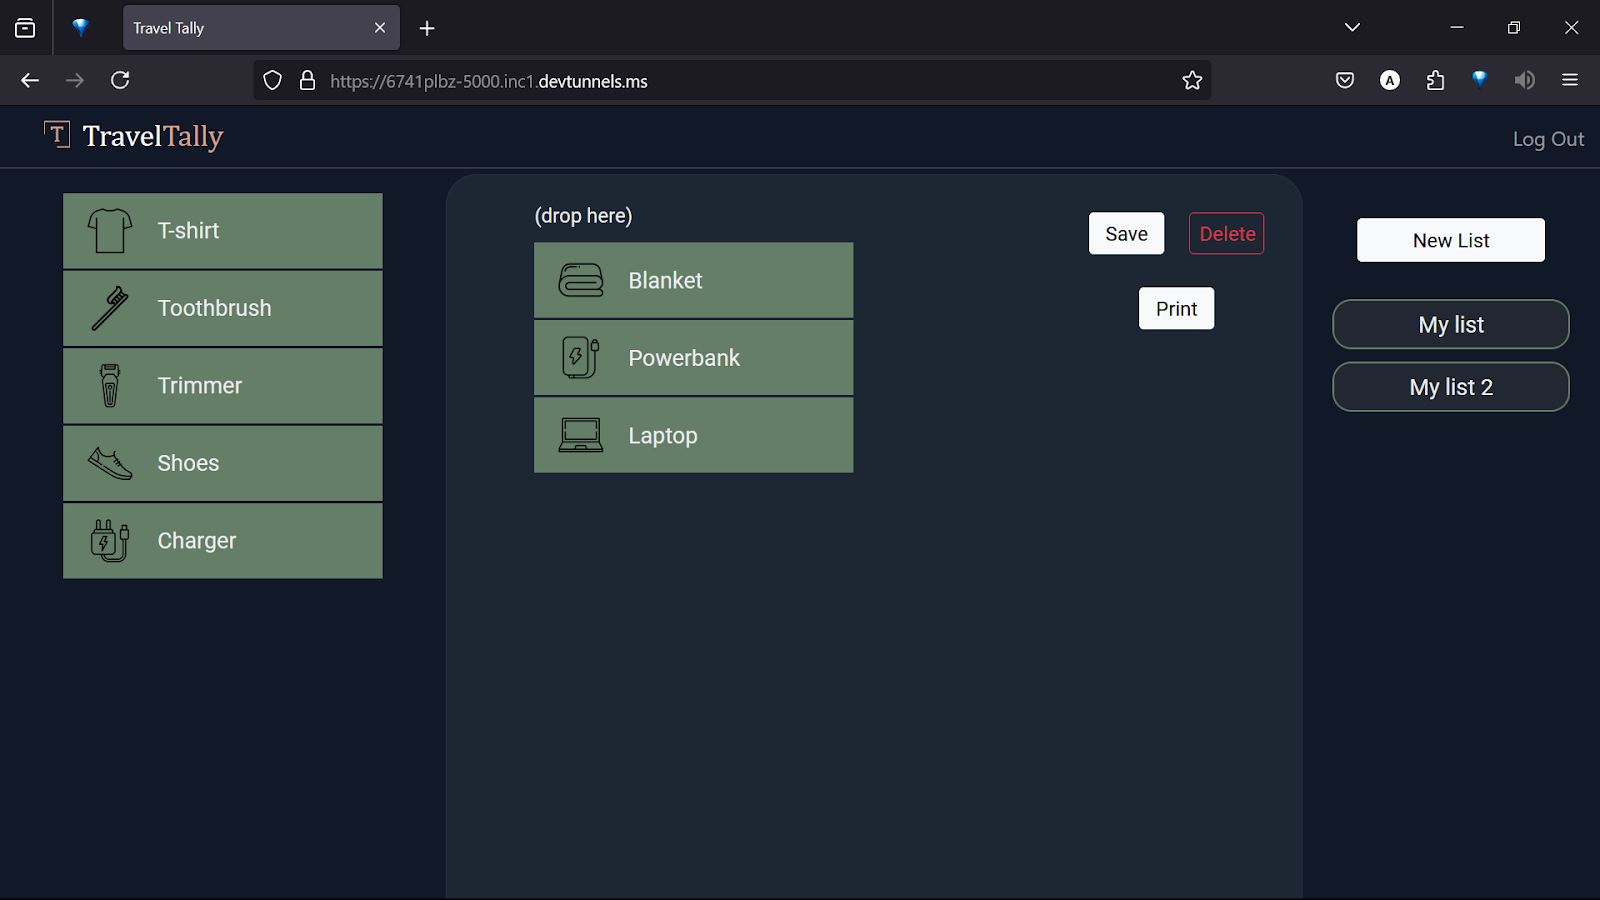 Travel Tally
https://6741plbz-5000.inc1.devtunnels.ms
A
T TravelTally
Log Out
T-shirt
Toothbrush
Trimmer
Shoes
Charger
(drop here)
Blanket
Powerbank
Laptop
Save
Delete
Print
New List
My list
My list 2